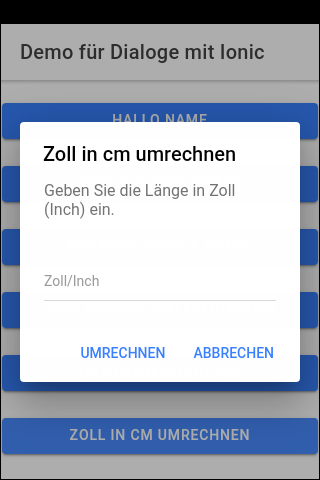 Demo für Dialoge mit Ionic
HALLO NAME
Zoll in cm umrechnen
Geben Sie die Länge in Zoll
(Inch) ein.
Zoll/Inch
UMRECHNEN ABBRECHEN
ZOLL IN CM UMRECHNEN